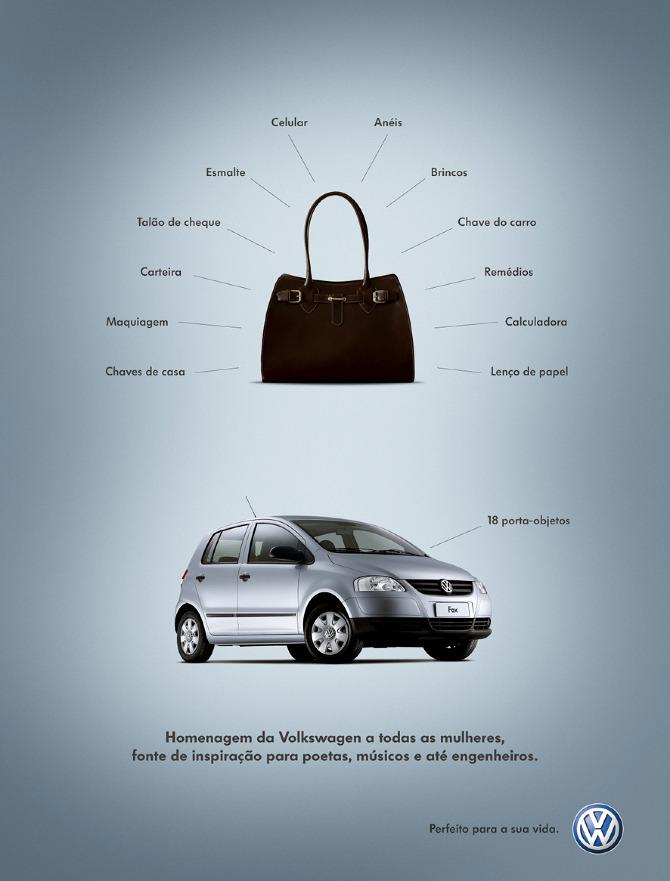 Celular
Anéis
Esmalte
Brincos
Talão de cheque
Chave do carro
Carteira
Remédios
Maquiagem
Calculadora
Chaves de casa
Lenço de papel
18 porta-objetos
Fox
Homenagem da Volkswagen a todas as mulheres,
fonte de inspiração para poetas, músicos e até engenheiros.
Perfeito para a sua vida.